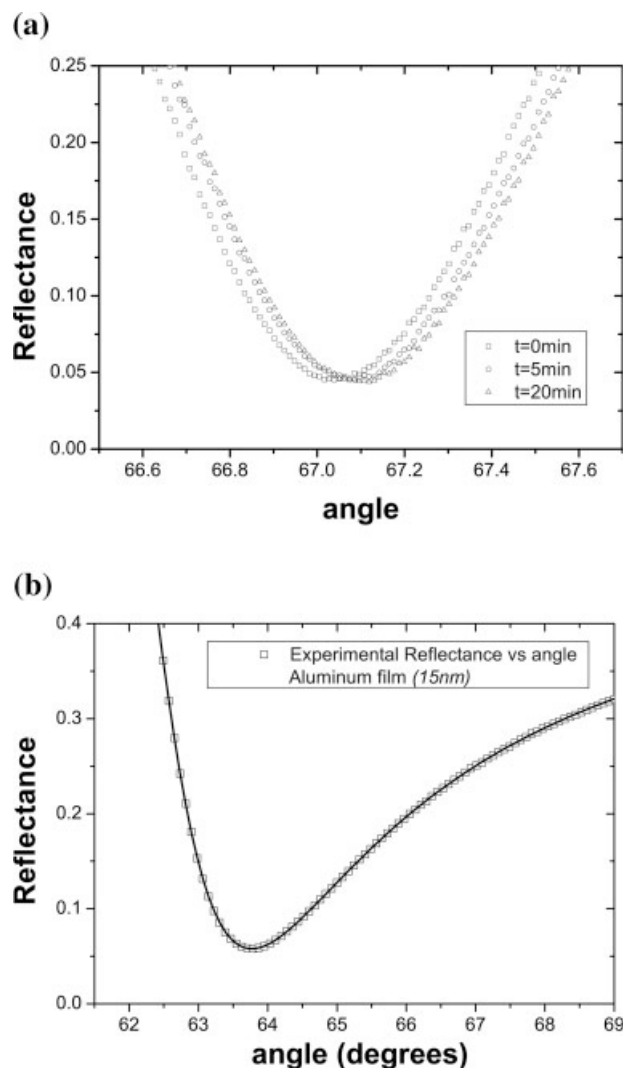 (a)
0.25
0.20
0.15
0.10
0.05
0.00
Reflectance
t=0min
t=5min
t=20min
66.6 66.8 67.0 67.2 67.4 67.6
angle
(b)
0.4
0.3
0.2
0.1
0.0
Reflectance
Experimental Reflectance vs angle
Aluminum film (15nm)
62 63 64 65 66 67 68 69
angle (degrees)